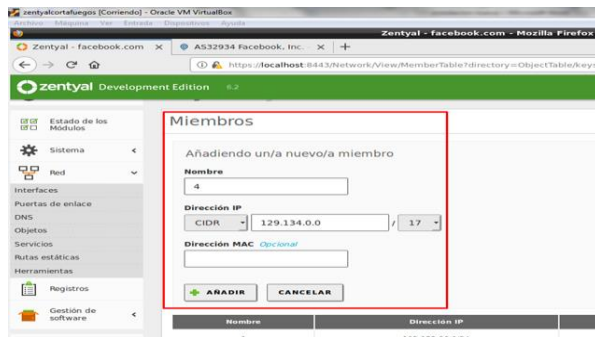 zentyalcortafuegos [Corriendo] - Oracle VM VirtualBox
Archivo Máquina Ver Entrada Dispositivos Ayuda
Zentyal - facebook.com - Mozilla Firefox
Zentyal - facebook.com × AS32934 Facebook, Inc. × +
https://localhost:8443/Network/View/MemberTable?directory=ObjectTable/key
zentyal Development Edition 6.2
Estado de los
Módulos
Sistema
Red
Interfaces
Puertas de enlace
DNS
Objetos
Servicios
Rutas estáticas
Herramientas
Registros
Gestión de
software
Miembros
Añadiendo un/a nuevo/a miembro
Nombre
4
Dirección IP
CIDR 129.134.0.0 / 17
Dirección MAC Opcional
+ AÑADIR CANCELAR
Nombre Dirección IP